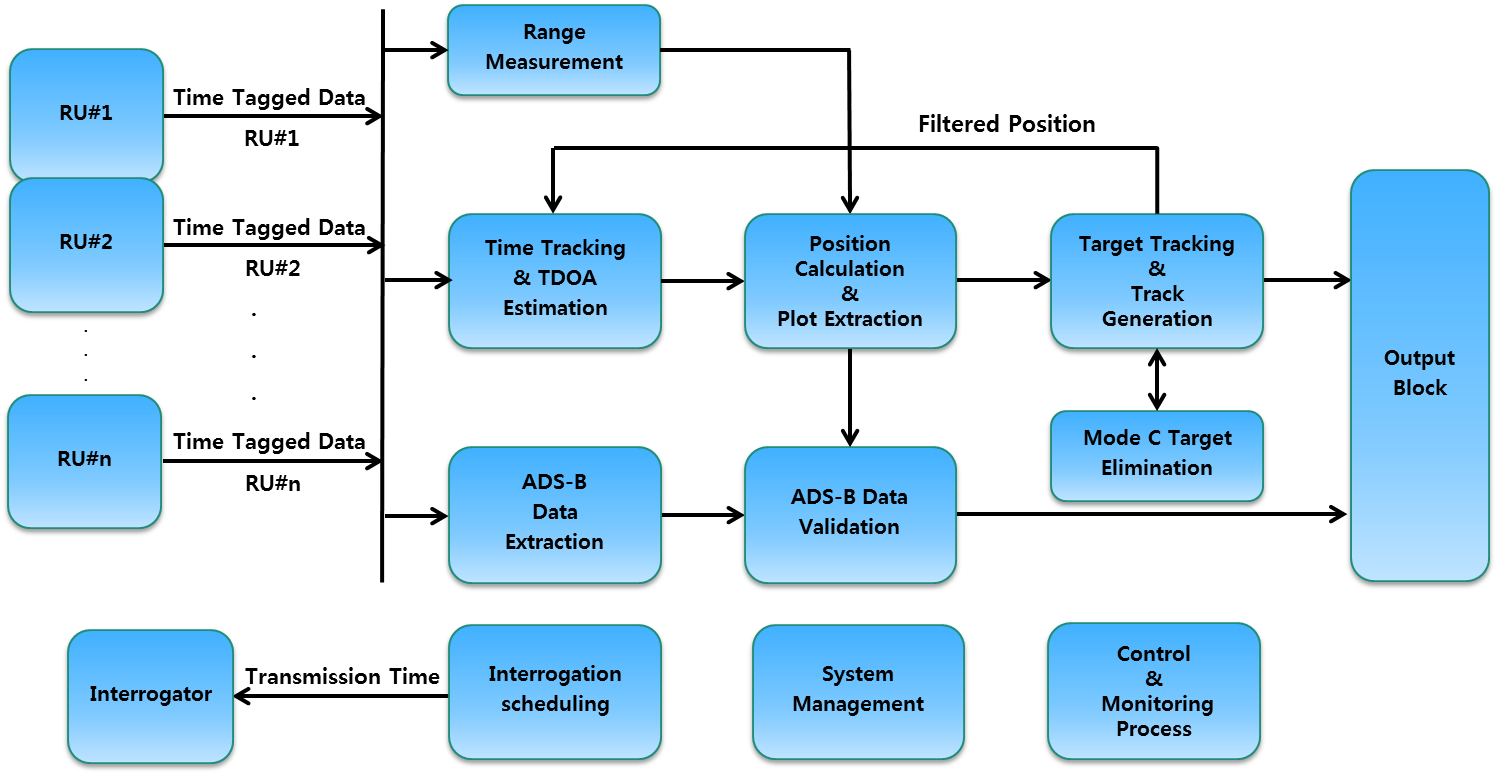 Range
Measurement
RU#1
Time Tagged Data
RU#1
Filtered Position
RU#2
Time Tagged Data
RU#2
Time Tracking
& TDOA
Estimation
Position
Calculation
&
Plot Extraction
Target Tracking
&
Track
Generation
Output
Block
RU#n
Time Tagged Data
RU#n
Mode C Target
Elimination
ADS-B
Data
Extraction
ADS-B Data
Validation
Interrogator
Transmission Time
Interrogation
scheduling
System
Management
Control
&
Monitoring
Process